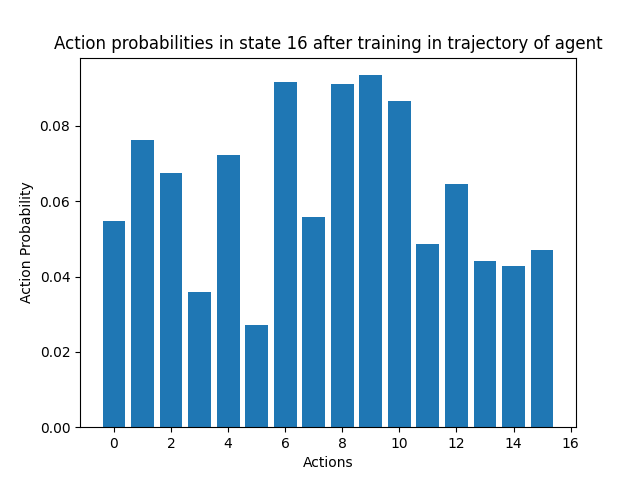 Action probabilities in state 16 after training in trajectory of agent
Action Probability
0.08
0.06
0.04
0.02
0.00
0 2 4 6 8 10 12 14 16
Actions